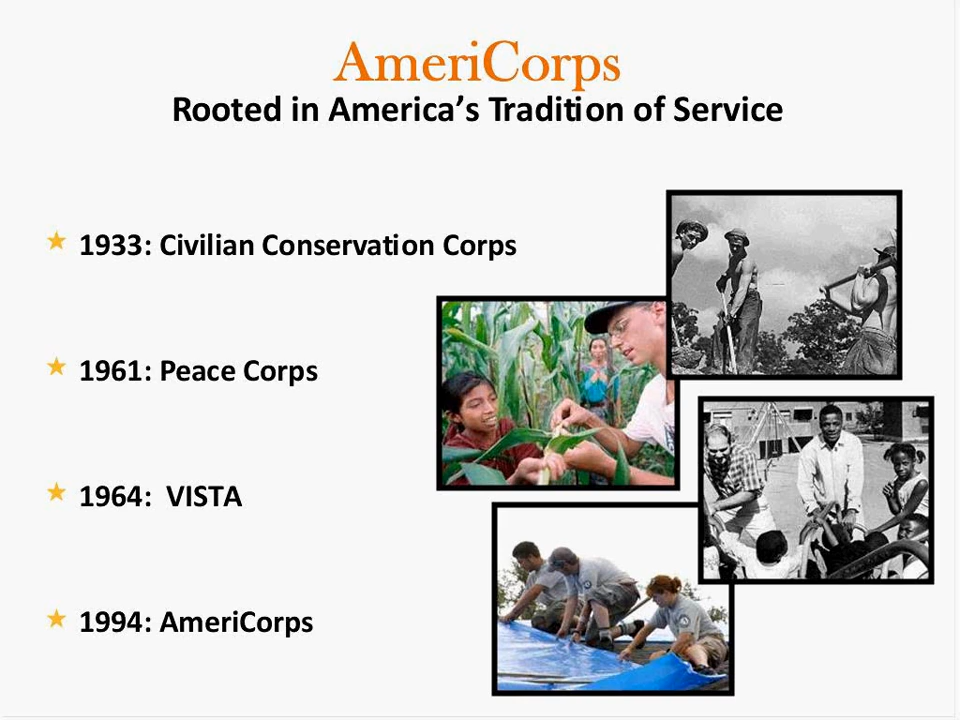 AmeriCorps
Rooted in America’s Tradition of Service
1933: Civilian Conservation Corps
1961: Peace Corps
1964:  VISTA
1994: AmeriCorps